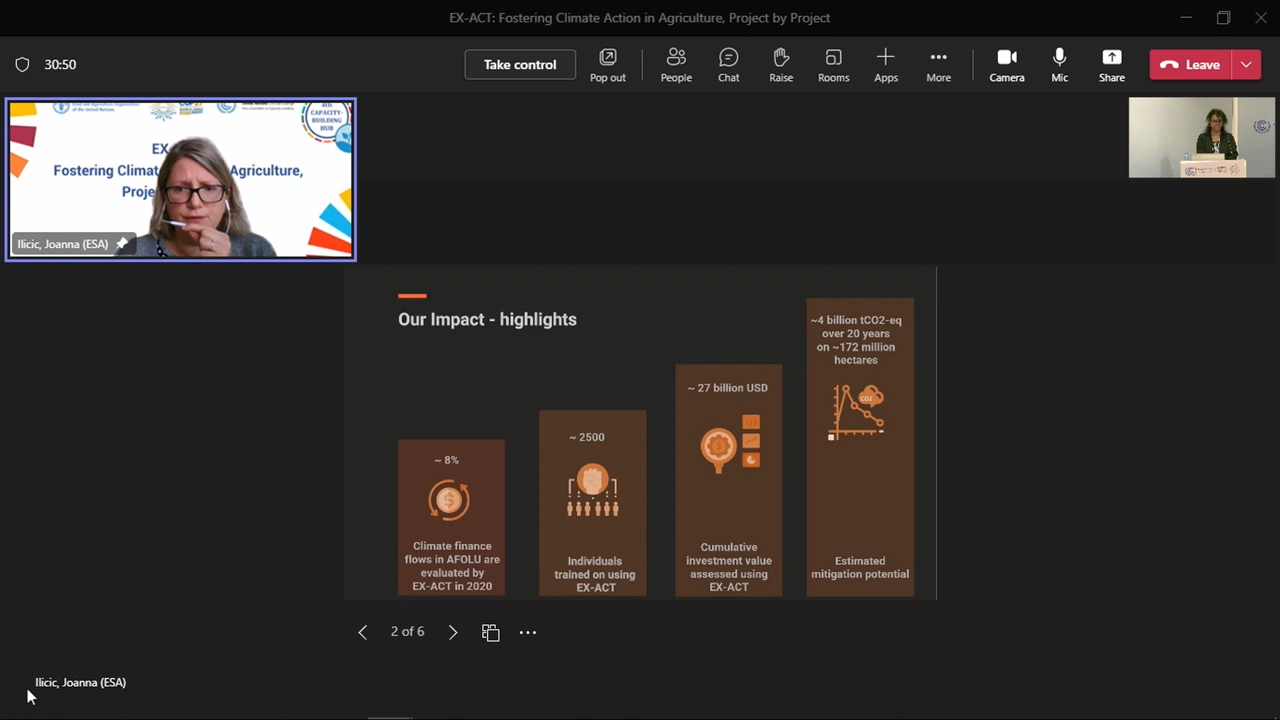 EX-ACT: Fostering Climate Action in Agriculture, Project by Project
30:50
Take control
Pop out
People
Chat
Raise
Rooms
Apps
More
Camera
Mic
Share
Leave
4th
CAPACITY-
BUILDING
HUB
EX
Fostering Climat
Agriculture,
Proje
Ilicic, Joanna (ESA)
Our Impact - highlights
~ 8%
Climate finance
flows in AFOLU are
evaluated by
EX-ACT in 2020
~ 2500
Individuals
trained on using
EX-ACT
~ 27 billion USD
Cumulative
investment value
assessed using
EX-ACT
~4 billion tCO2-eq
over 20 years
on ~172 million
hectares
CO2
Estimated
mitigation potential
2 of 6
Ilicic, Joanna (ESA)